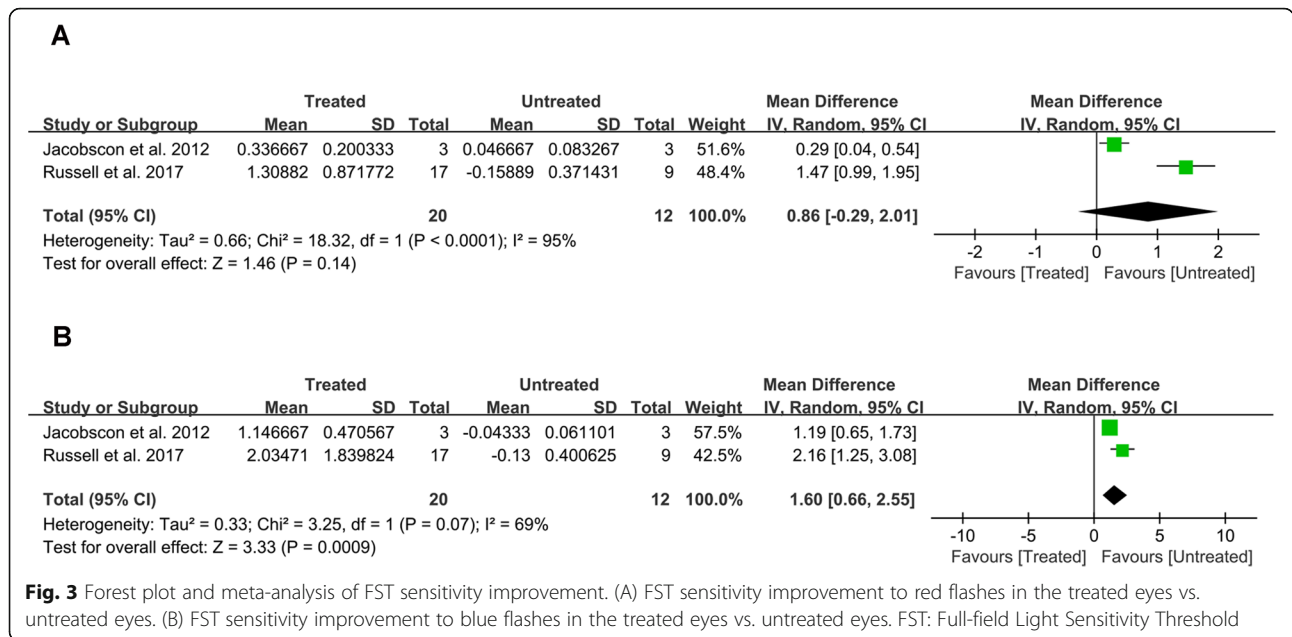 A
Treated Untreated Mean Difference Mean Difference
Study or Subgroup Mean SD Total Mean SD Total Weight IV, Random, 95% CI IV, Random, 95% CI
Jacobscon et al. 2012 0.336667 0.200333 3 0.046667 0.083267 3 51.6% 0.29 [0.04, 0.54]
Russell et al. 2017 1.30882 0.871772 17 -0.15889 0.371431 9 48.4% 1.47 [0.99, 1.95]
Total (95% CI) 20 12 100.0% 0.86 [-0.29, 2.01]
Heterogeneity: Tau² = 0.66; Chi² = 18.32, df = 1 (P < 0.0001); I² = 95%
Test for overall effect: Z = 1.46 (P = 0.14)
-2 -1 0 1 2
Favours [Treated] Favours [Untreated]
B
Treated Untreated Mean Difference Mean Difference
Study or Subgroup Mean SD Total Mean SD Total Weight IV, Random, 95% CI IV, Random, 95% CI
Jacobscon et al. 2012 1.146667 0.470567 3 -0.04333 0.061101 3 57.5% 1.19 [0.65, 1.73]
Russell et al. 2017 2.03471 1.839824 17 -0.13 0.400625 9 42.5% 2.16 [1.25, 3.08]
Total (95% CI) 20 12 100.0% 1.60 [0.66, 2.55]
Heterogeneity: Tau² = 0.33; Chi² = 3.25, df = 1 (P = 0.07); I² = 69%
Test for overall effect: Z = 3.33 (P = 0.0009)
-10 -5 0 5 10
Favours [Treated] Favours [Untreated]
Fig. 3 Forest plot and meta-analysis of FST sensitivity improvement. (A) FST sensitivity improvement to red flashes in the treated eyes vs.
untreated eyes. (B) FST sensitivity improvement to blue flashes in the treated eyes vs. untreated eyes. FST: Full-field Light Sensitivity Threshold